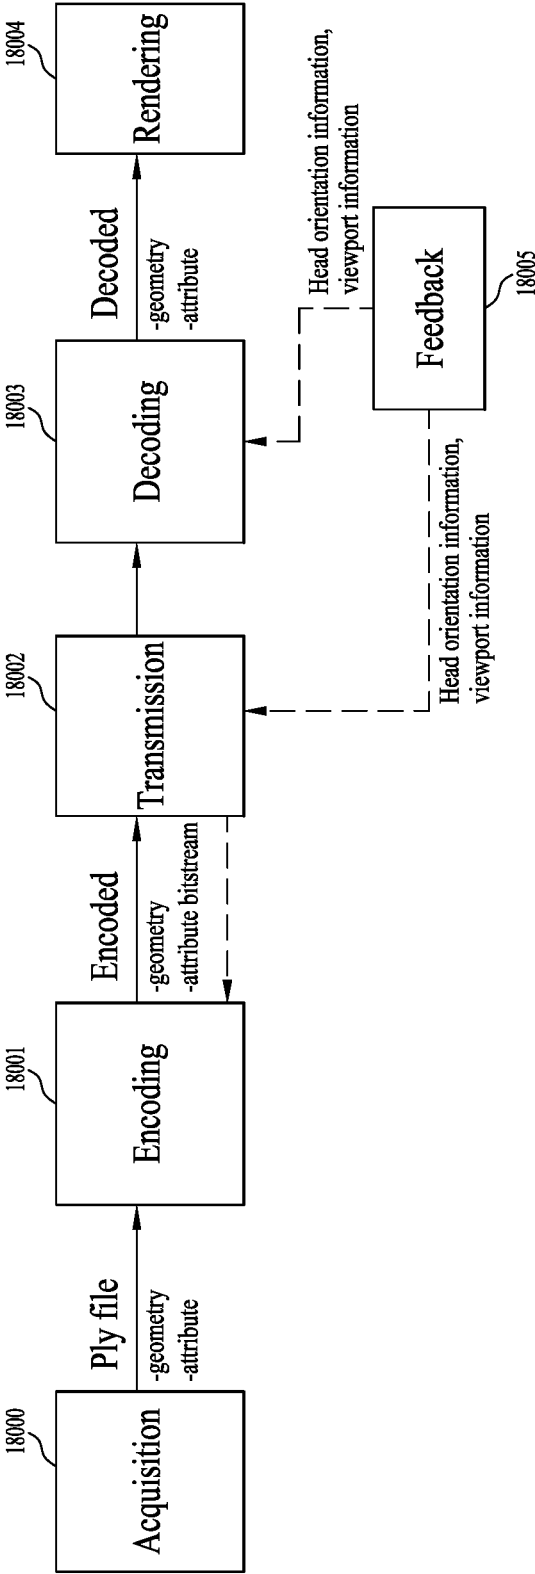 18000
Acquisition
Ply file
-geometry
-attribute
18001
Encoding
Encoded
-geometry
-attribute bitstream
18002
Transmission
18003
Decoding
Decoded
-geometry
-attribute
18004
Rendering
Head orientation information,
viewport information
Feedback
18005
Head orientation information,
viewport information